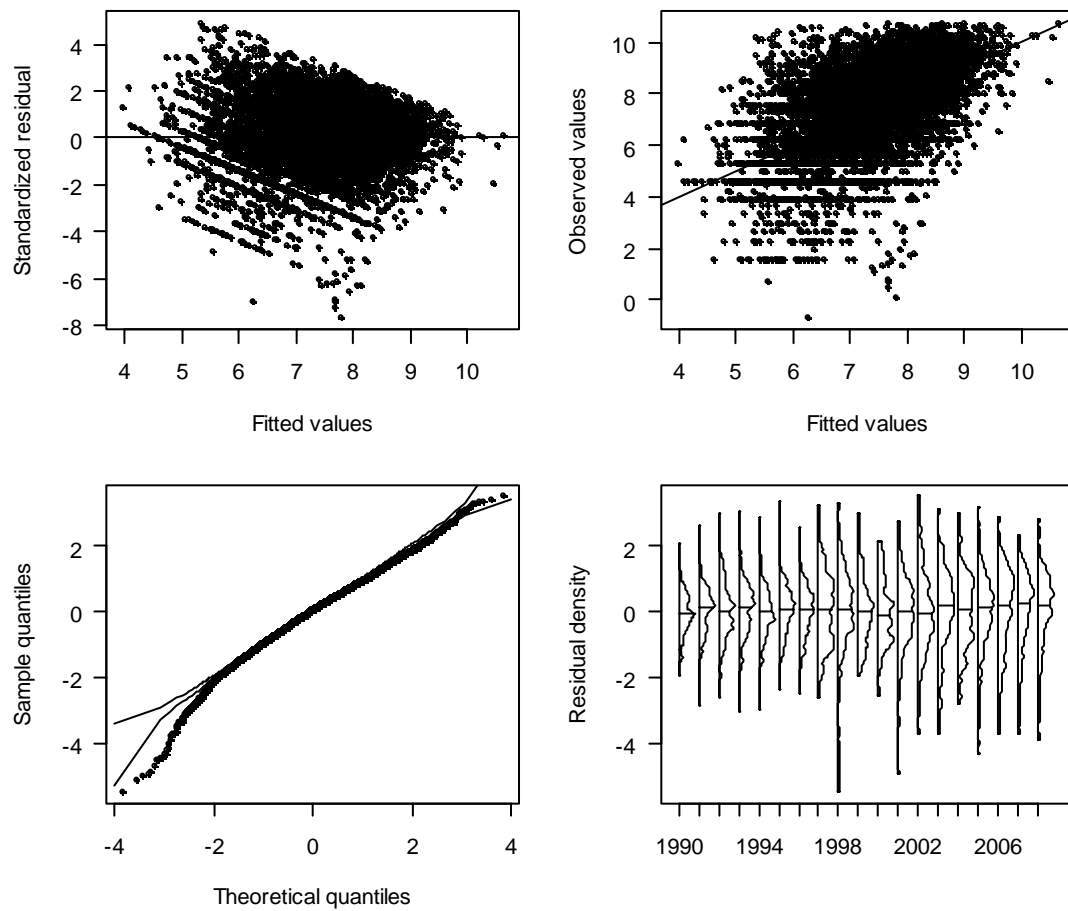 Standardized residual
4
2
0
-2
-4
-6
-8
4 5 6 7 8 9 10
Fitted values
Observed values
10
8
6
4
2
0
4 5 6 7 8 9 10
Fitted values
Sample quantiles
2
0
-2
-4
-4 -2 0 2 4
Theoretical quantiles
Residual density
2
0
-2
-4
1990 1994 1998 2002 2006